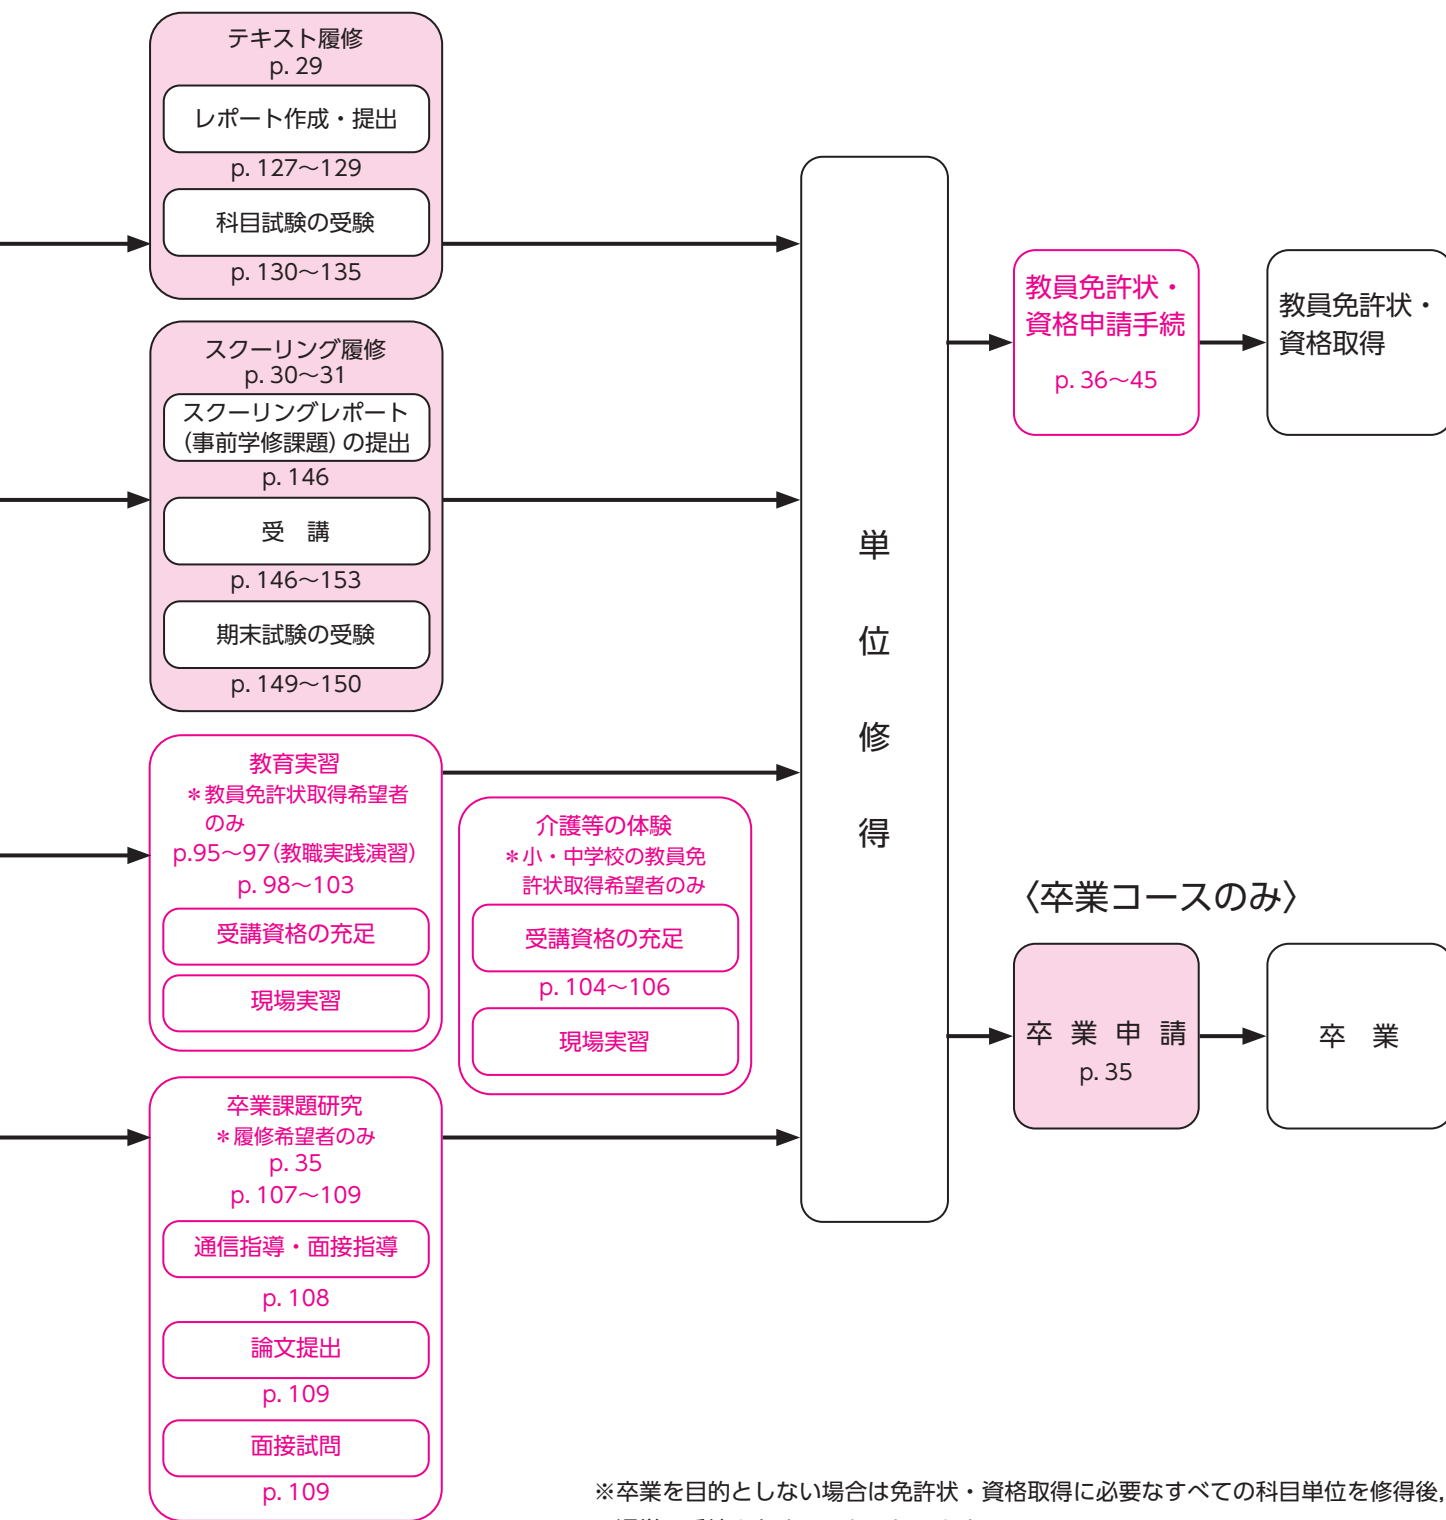 テキスト履修
p. 29
レポート作成・提出
p. 127～129
科目試験の受験
p. 130～135
スクーリング履修
p. 30～31
スクーリングレポート
（事前学修課題）の提出
p. 146
受　講
p. 146～153
期末試験の受験
p. 149～150
教育実習
＊教員免許状取得希望者
のみ
p.95～97（教職実践演習）
p. 98～103
受講資格の充足
現場実習
介護等の体験
＊小・中学校の教員免
許状取得希望者のみ
受講資格の充足
p. 104～106
現場実習
卒業課題研究
＊履修希望者のみ
p. 35
p. 107～109
通信指導・面接指導
p. 108
論文提出
p. 109
面接試問
p. 109
単
位
修
得
教員免許状・
資格申請手続
p. 36～45
教員免許状・
資格取得
〈卒業コースのみ〉
卒 業 申 請
p. 35
卒　業
※卒業を目的としない場合は免許状・資格取得に必要なすべての科目単位を修得後，